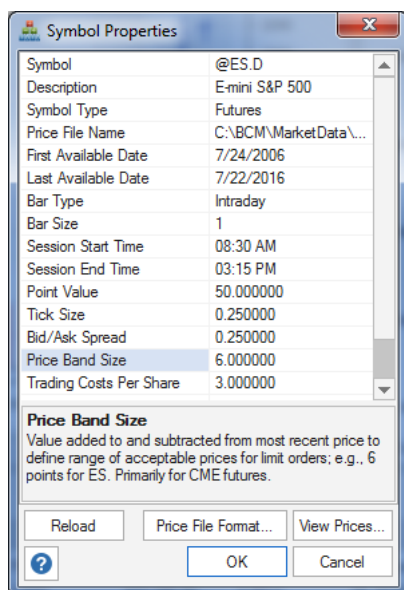 Symbol Properties
Symbol @ES.D
Description E-mini S&P 500
Symbol Type Futures
Price File Name C:\BCM\MarketData\...
First Available Date 7/24/2006
Last Available Date 7/22/2016
Bar Type Intraday
Bar Size 1
Session Start Time 08:30 AM
Session End Time 03:15 PM
Point Value 50.000000
Tick Size 0.250000
Bid/Ask Spread 0.250000
Price Band Size 6.000000
Trading Costs Per Share 3.000000
Price Band Size
Value added to and subtracted from most recent price to
define range of acceptable prices for limit orders; e.g., 6
points for ES. Primarily for CME futures.
Reload Price File Format... View Prices...
? OK Cancel